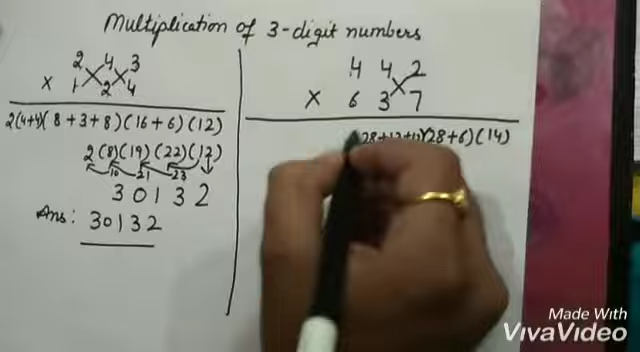 Multiplication of 3-digit numbers
2 4 3
x 1 2 4
2(4+4)(8+3+8)(16+6)(12)
2(8)(19)(22)(12)
10 21 23
3 0 1 3 2
Ans: 30132
4 4 2
x 6 3 7
(28+6)(14)
Made With
VivaVideo